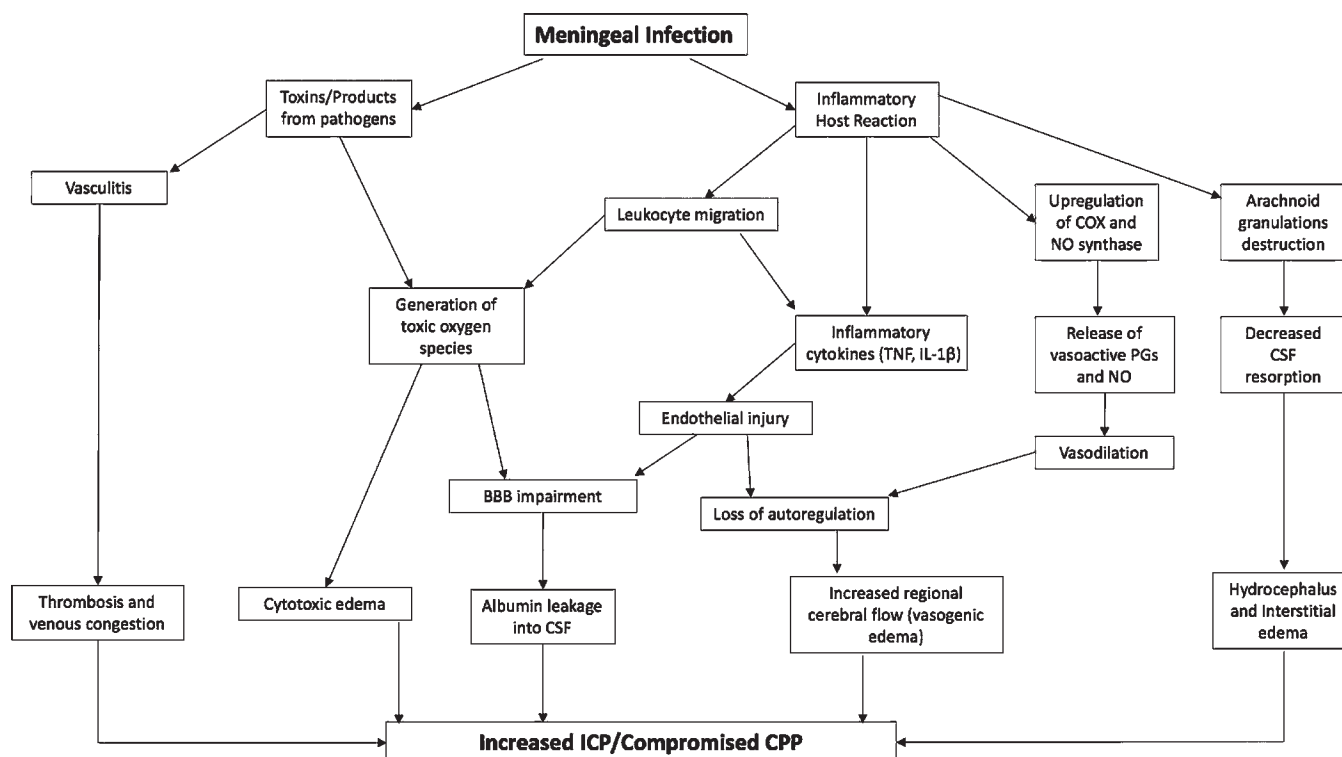 Meningeal Infection
Toxins/Products
from pathogens
Inflammatory
Host Reaction
Vasculitis
Leukocyte migration
Upregulation
of COX and
NO synthase
Arachnoid
granulations
destruction
Generation of
toxic oxygen
species
Inflammatory
cytokines (TNF, IL-1β)
Release of
vasoactive PGs
and NO
Decreased
CSF
resorption
Endothelial injury
Vasodilation
BBB impairment
Loss of autoregulation
Thrombosis and
venous congestion
Cytotoxic edema
Albumin leakage
into CSF
Increased regional
cerebral flow (vasogenic
edema)
Hydrocephalus
and Interstitial
edema
Increased ICP/Compromised CPP